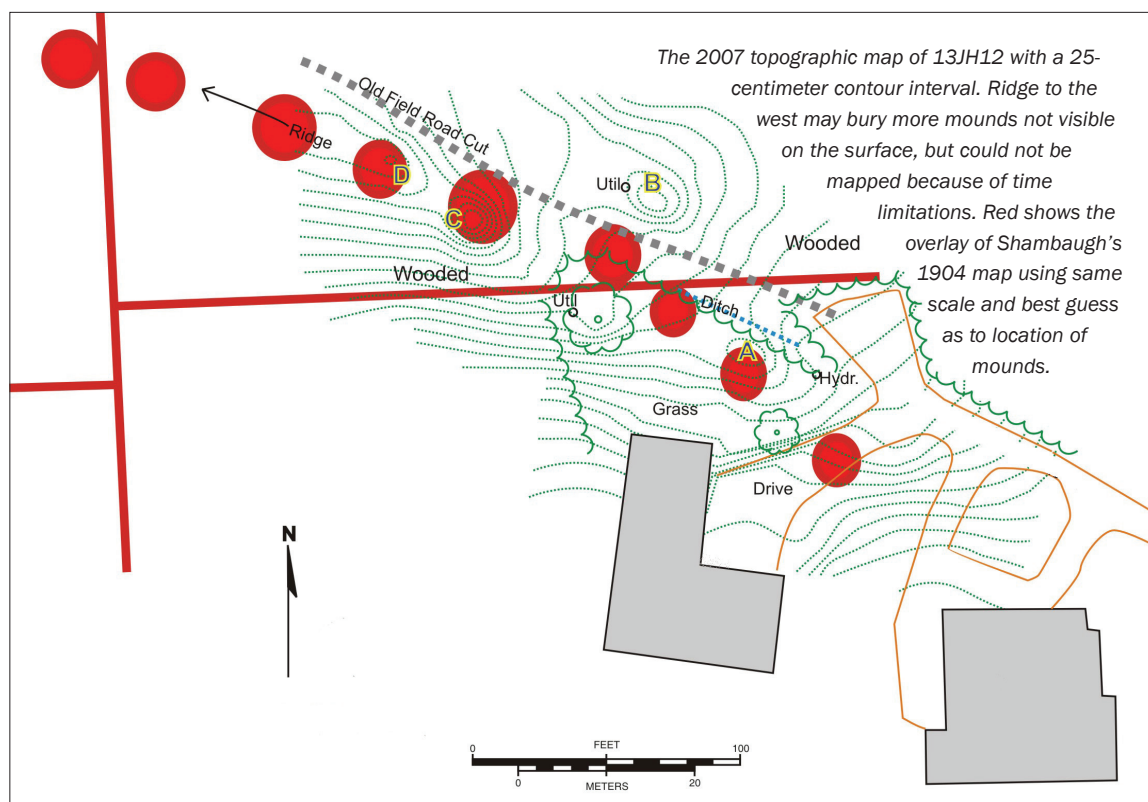 The 2007 topographic map of 13JH12 with a 25-
centimeter contour interval. Ridge to the
west may bury more mounds not visible
on the surface, but could not be
mapped because of time
limitations. Red shows the
overlay of Shambaugh's
1904 map using same
scale and best guess
as to location of
mounds.
Old Field Road Cut
Ridge
D
C
Util
B
Wooded
Wooded
Util
Ditch
A
Hydr.
Grass
Drive
N
FEET
0 100
0 20
METERS